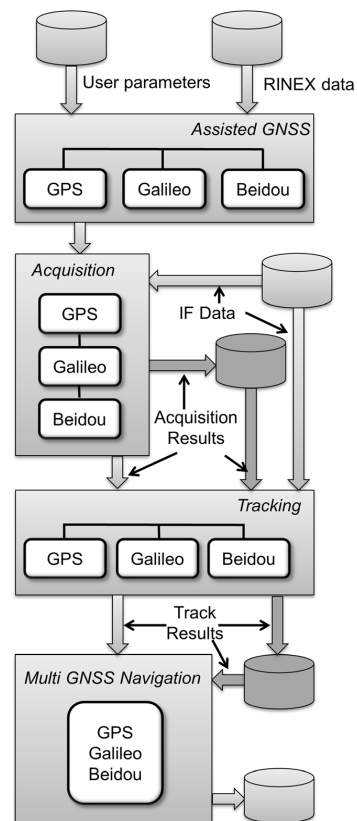 User parameters
RINEX data
Assisted GNSS
GPS
Galileo
Beidou
Acquisition
GPS
Galileo
Beidou
IF Data
Acquisition
Results
Tracking
GPS
Galileo
Beidou
Track
Results
Multi GNSS Navigation
GPS
Galileo
Beidou